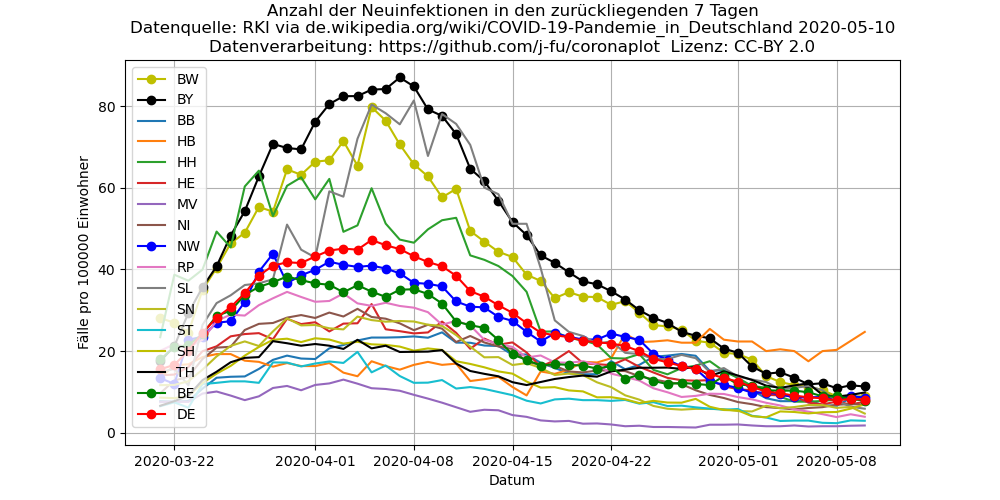 Anzahl der Neuinfektionen in den zurückliegenden 7 Tagen
Datenquelle: RKI via de.wikipedia.org/wiki/COVID-19-Pandemie_in_Deutschland 2020-05-10
Datenverarbeitung: https://github.com/j-fu/coronaplot  Lizenz: CC-BY 2.0
BW
BY
BB
HB
HH
HE
MV
NI
NW
RP
SL
SN
ST
SH
TH
BE
DE
Fälle pro 100000 Einwohner
80
60
40
20
0
2020-03-22
2020-04-01
2020-04-08
2020-04-15
2020-04-22
2020-05-01
2020-05-08
Datum